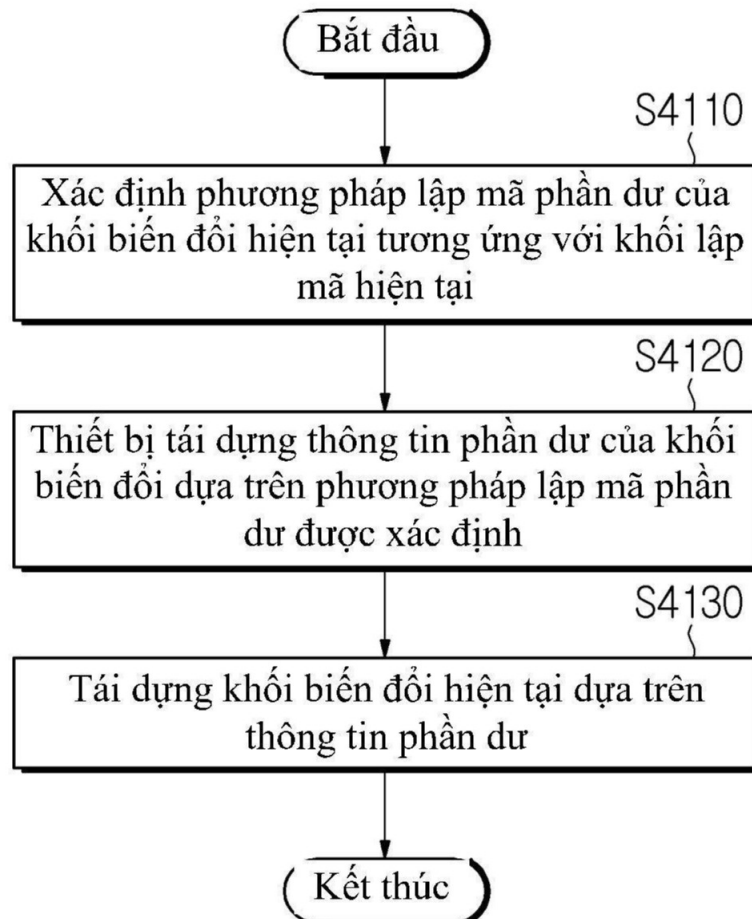 Bắt đầu
S4110
Xác định phương pháp lập mã phần dư của
khối biến đổi hiện tại tương ứng với khối lập
mã hiện tại
S4120
Thiết bị tái dựng thông tin phần dư của khối
biến đổi dựa trên phương pháp lập mã phần
dư được xác định
S4130
Tái dựng khối biến đổi hiện tại dựa trên
thông tin phần dư
Kết thúc